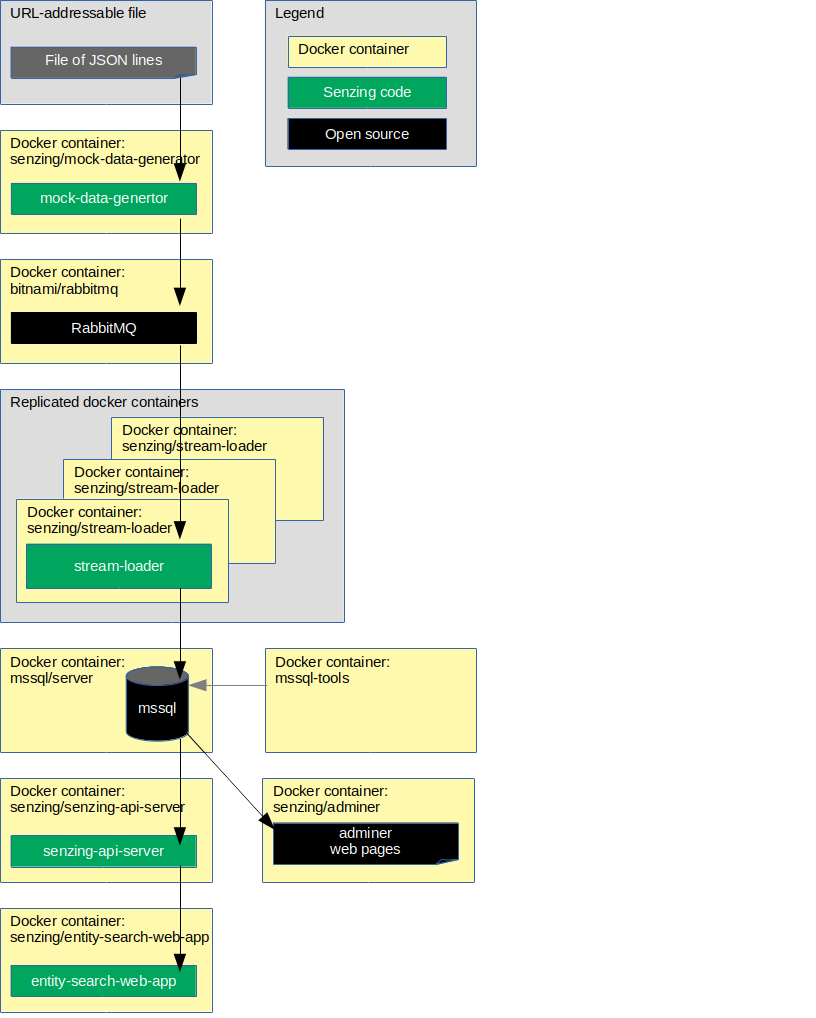 URL-addressable file
File of JSON lines
Legend
Docker container
Senzing code
Open source
Docker container:
senzing/mock-data-generator
mock-data-genertor
Docker container:
bitnami/rabbitmq
RabbitMQ
Replicated docker containers
Docker container:
senzing/stream-loader
Docker container:
senzing/stream-loader
Docker container:
senzing/stream-loader
stream-loader
Docker container:
mssql/server
mssql
Docker container:
mssql-tools
Docker container:
senzing/senzing-api-server
senzing-api-server
Docker container:
senzing/adminer
adminer
web pages
Docker container:
senzing/entity-search-web-app
entity-search-web-app